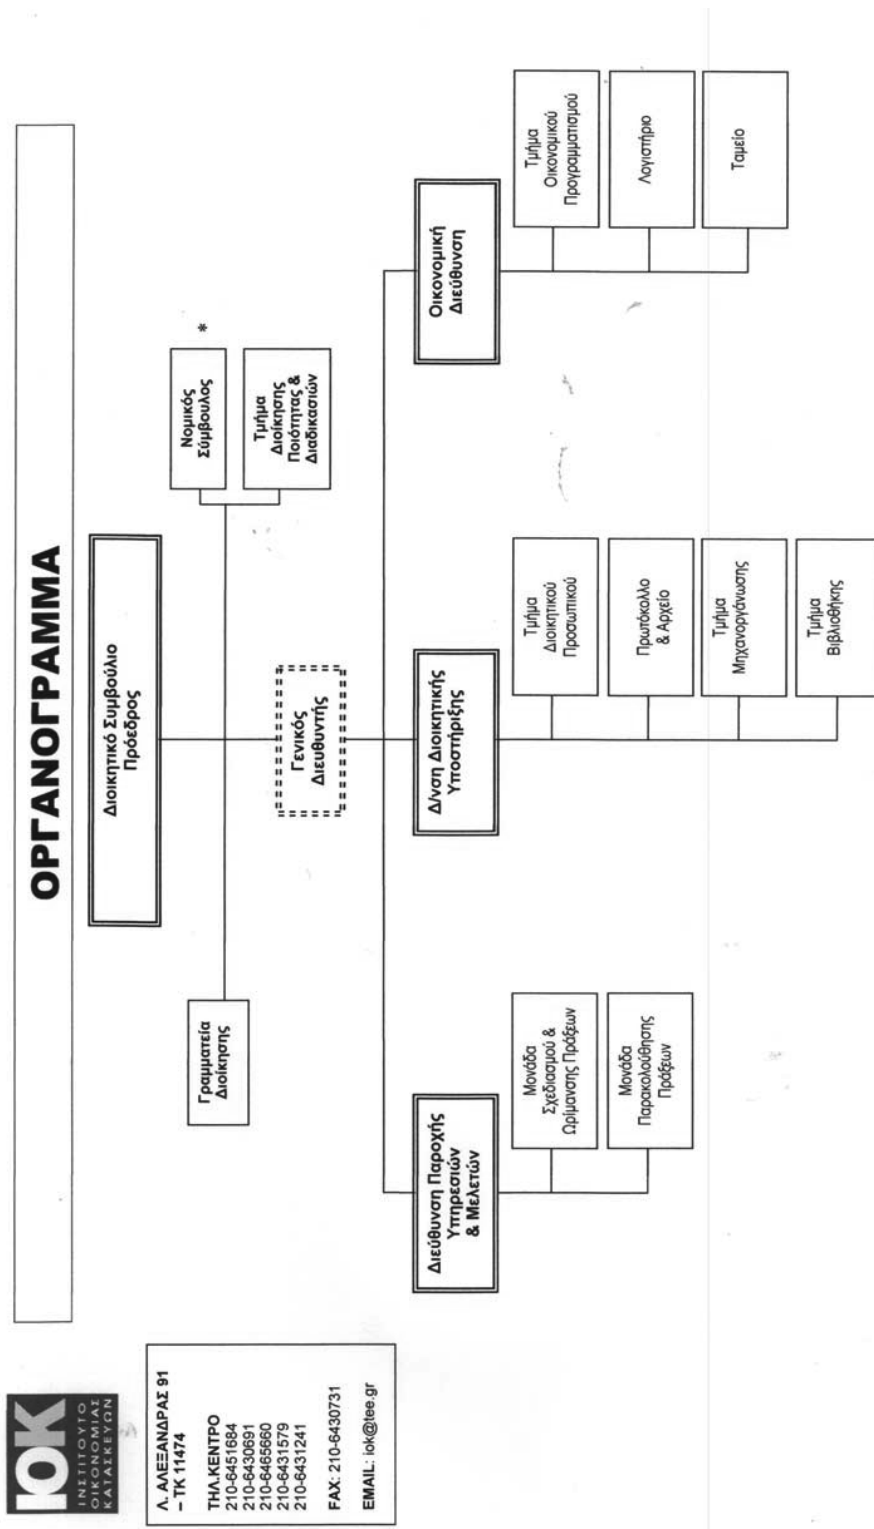 ΙΟΚ
ΙΝΣΤΙΤΟΥΤΟ
ΟΙΚΟΝΟΜΙΑΣ
ΚΑΤΑΣΚΕΥΩΝ
Λ. ΑΛΕΞΑΝΔΡΑΣ 91
– ΤΚ 11474
ΤΗΛ.ΚΕΝΤΡΟ
210-6451684
210-6430691
210-6465660
210-6431579
210-6431241
FAX: 210-6430731
EMAIL: iok@tee.gr
ΟΡΓΑΝΟΓΡΑΜΜΑ
Διοικητικό Συμβούλιο
Πρόεδρος
Γραμματεία
Διοίκησης
Νομικός
Σύμβουλος
*
Τμήμα
Διοίκησης
Ποιότητας &
Διαδικασιών
Γενικός
Διευθυντής
Διεύθυνση Παροχής
Υπηρεσιών
& Μελετών
Μονάδα
Σχεδιασμού &
Ωρίμανσης Πράξεων
Μονάδα
Παρακολούθησης
Πράξεων
Δ/νση Διοικητικής
Υποστήριξης
Τμήμα
Διοικητικού
Προσωπικού
Πρωτόκολλο
& Αρχείο
Τμήμα
Μηχανοργάνωσης
Τμήμα
Βιβλιοθήκης
Οικονομική
Διεύθυνση
Τμήμα
Οικονομικού
Προγραμματισμού
Λογιστήριο
Ταμείο